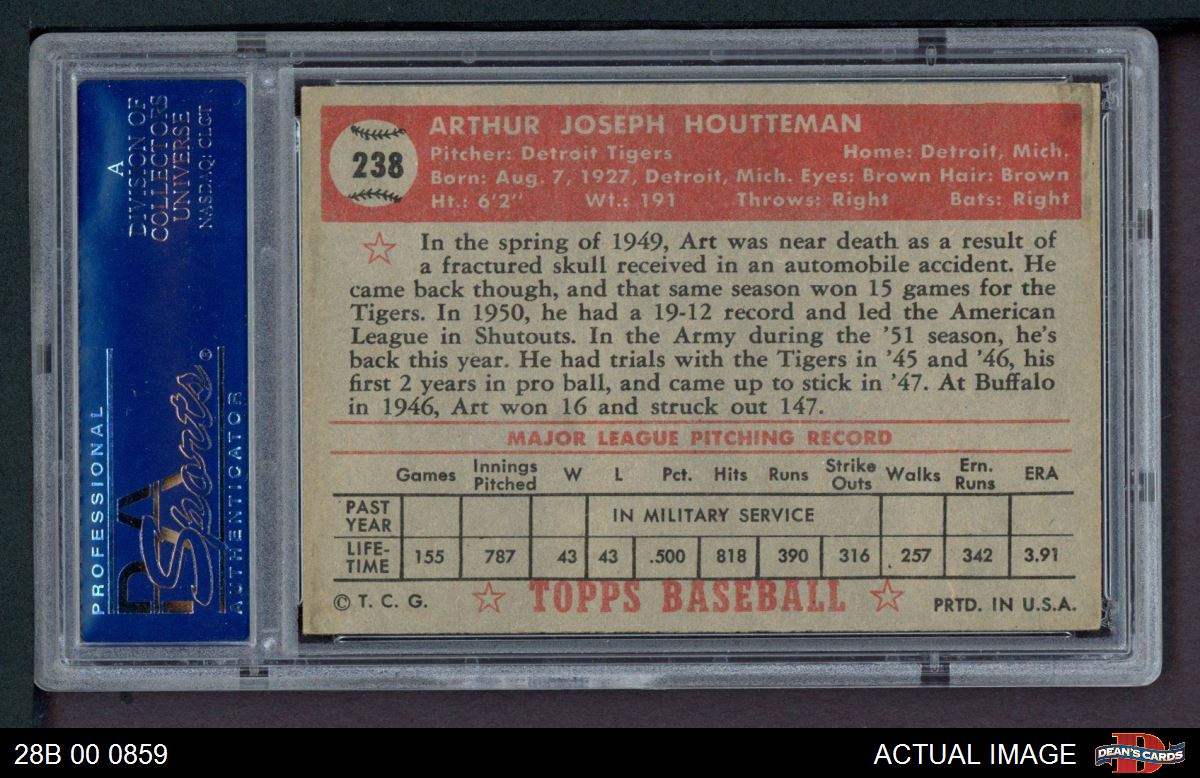 A
DIVISION OF
COLLECTORS
UNIVERSE
NASDAQ: CLCT
PROFESSIONAL
PSA
Sports®
AUTHENTICATOR
238
ARTHUR JOSEPH HOUTTEMAN
Pitcher: Detroit Tigers Home: Detroit, Mich.
Born: Aug. 7, 1927, Detroit, Mich. Eyes: Brown Hair: Brown
Ht.: 6'2" Wt.: 191 Throws: Right Bats: Right
In the spring of 1949, Art was near death as a result of
a fractured skull received in an automobile accident. He
came back though, and that same season won 15 games for the
Tigers. In 1950, he had a 19-12 record and led the American
League in Shutouts. In the Army during the '51 season, he's
back this year. He had trials with the Tigers in '45 and '46, his
first 2 years in pro ball, and came up to stick in '47. At Buffalo
in 1946, Art won 16 and struck out 147.
MAJOR LEAGUE PITCHING RECORD
Games Innings Pitched W L Pct. Hits Runs Strike Outs Walks Ern. Runs ERA
PAST YEAR IN MILITARY SERVICE
LIFE-TIME 155 787 43 43 .500 818 390 316 257 342 3.91
© T. C. G. TOPPS BASEBALL PRTD. IN U.S.A.
28B 00 0859 ACTUAL IMAGE DEAN'S CARDS